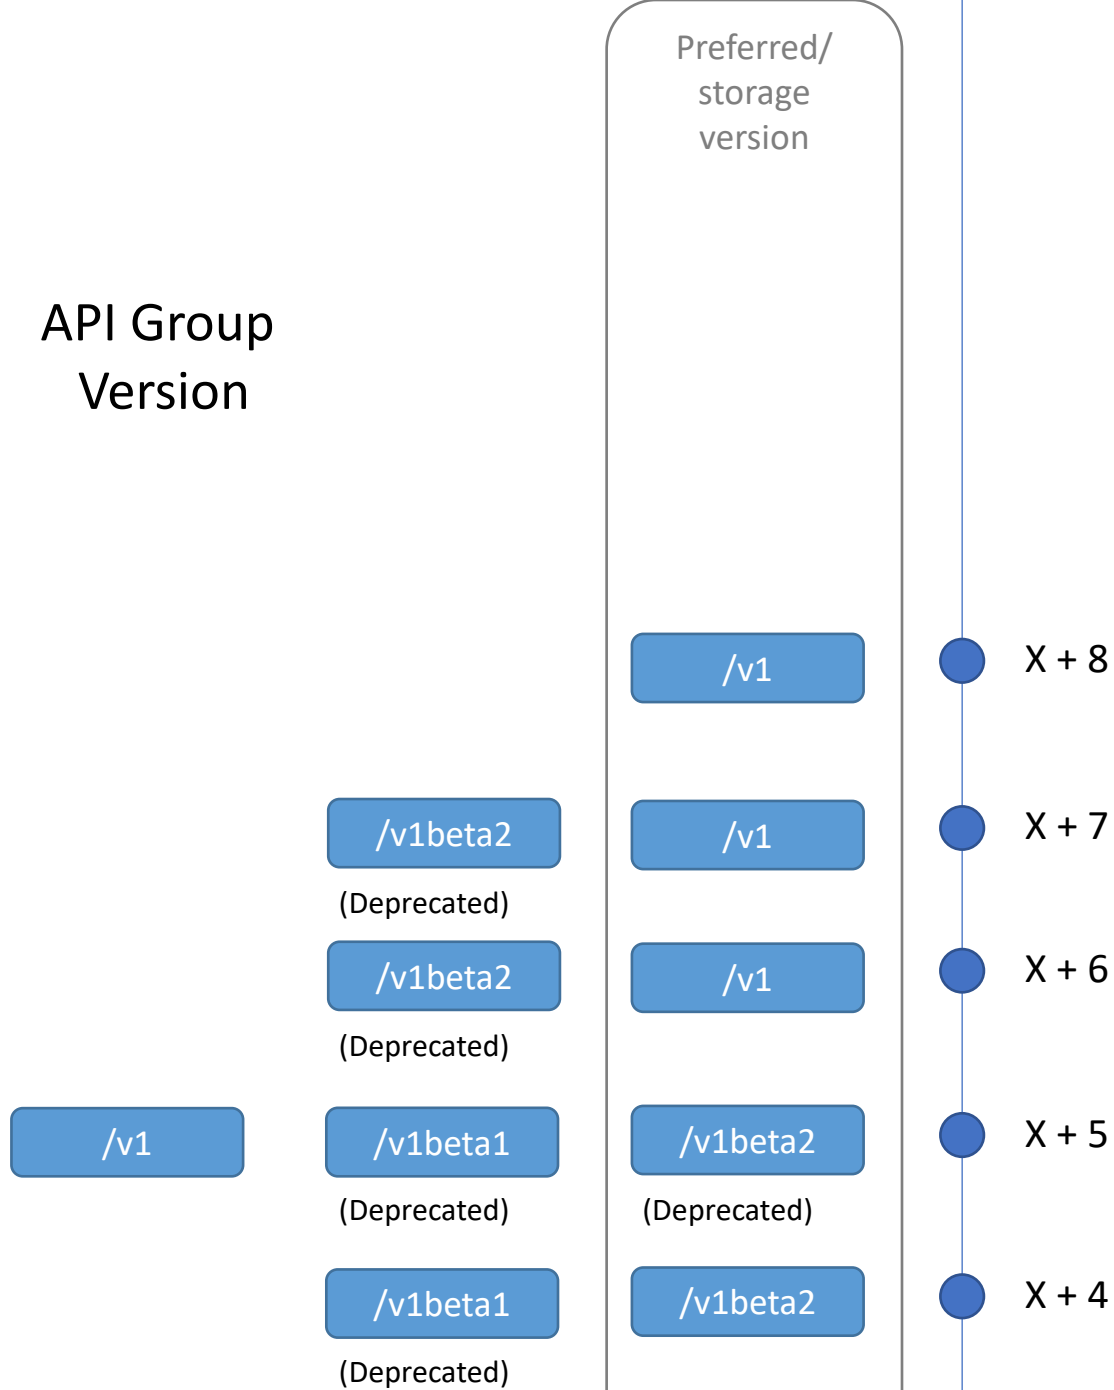 Preferred/
storage
version
API Group
Version
/v1
X + 8
/v1beta2
/v1
X + 7
(Deprecated)
/v1beta2
/v1
X + 6
(Deprecated)
/v1
/v1beta1
/v1beta2
X + 5
(Deprecated)
(Deprecated)
/v1beta1
/v1beta2
X + 4
(Deprecated)